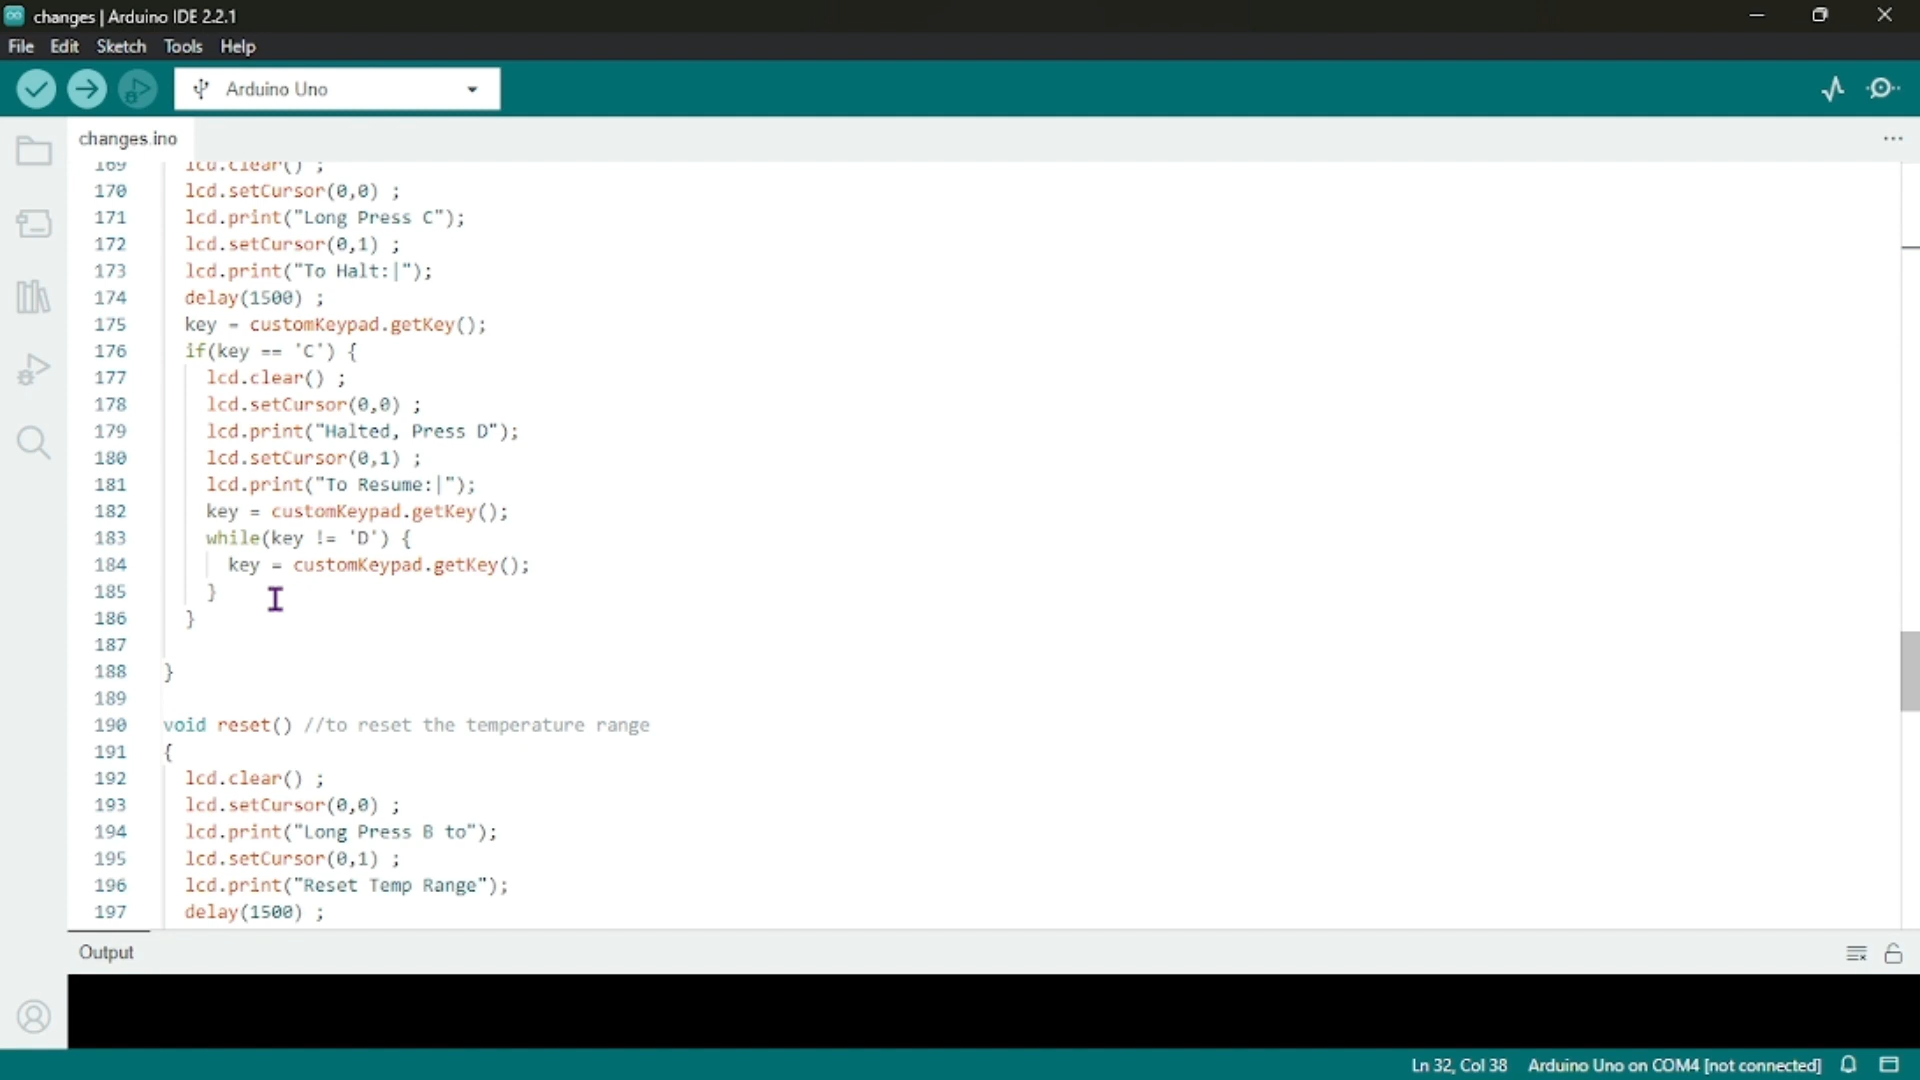 changes | Arduino IDE 2.2.1
File Edit Sketch Tools Help
Arduino Uno
changes.ino
169 lcd.clear() ;
170 lcd.setCursor(0,0) ;
171 lcd.print("Long Press C");
172 lcd.setCursor(0,1) ;
173 lcd.print("To Halt:|");
174 delay(1500) ;
175 key = customKeypad.getKey();
176 if(key == 'C') {
177 lcd.clear() ;
178 lcd.setCursor(0,0) ;
179 lcd.print("Halted, Press D");
180 lcd.setCursor(0,1) ;
181 lcd.print("To Resume:|");
182 key = customKeypad.getKey();
183 while(key != 'D') {
184 key = customKeypad.getKey();
185 }
186 }
187
188 }
189
190 void reset() //to reset the temperature range
191 {
192 lcd.clear() ;
193 lcd.setCursor(0,0) ;
194 lcd.print("Long Press B to");
195 lcd.setCursor(0,1) ;
196 lcd.print("Reset Temp Range");
197 delay(1500) ;
Output
Ln 32, Col 38 Arduino Uno on COM4 [not connected]